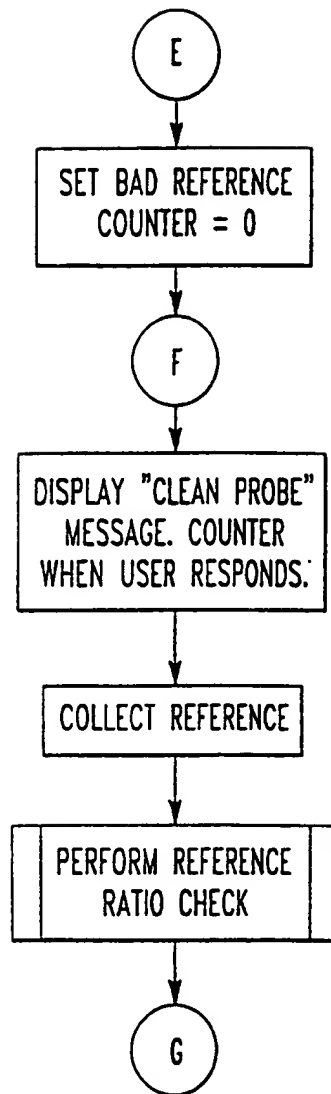 E
SET BAD REFERENCE
COUNTER = 0
F
DISPLAY "CLEAN PROBE"
MESSAGE. COUNTER
WHEN USER RESPONDS.
COLLECT REFERENCE
PERFORM REFERENCE
RATIO CHECK
G